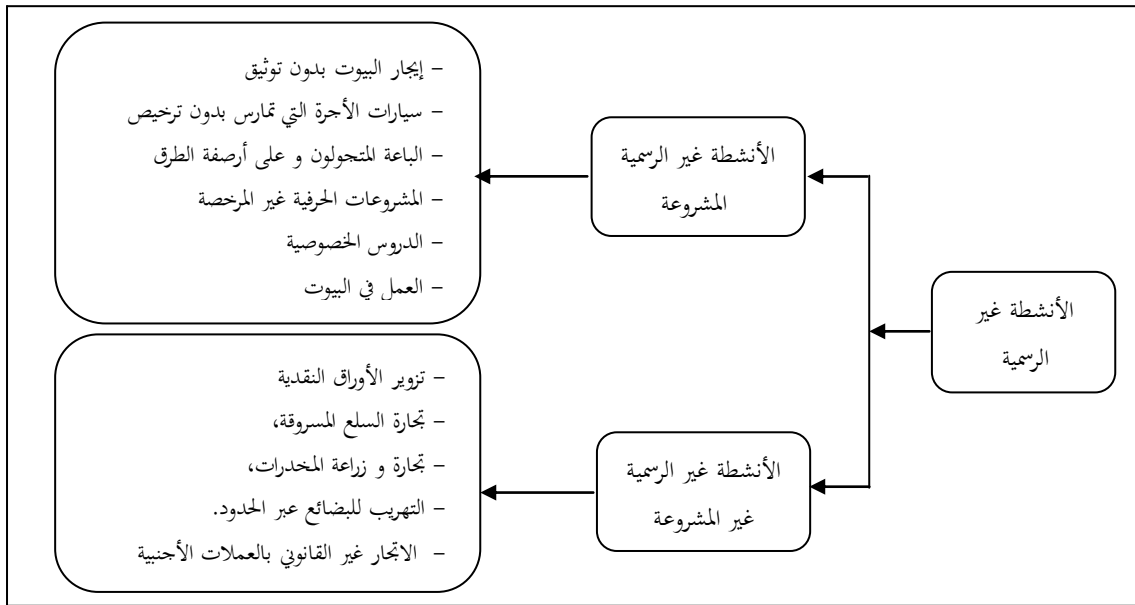 الأنشطة غير
الرسمية
الأنشطة غير الرسمية
المشروعة
– إيجار البيوت بدون توثيق
– سيارات الأجرة التي تمارس بدون ترخيص
– الباعة المتجولون و على أرصفة الطرق
– المشروعات الحرفية غير المرخصة
– الدروس الخصوصية
– العمل في البيوت
الأنشطة غير الرسمية
غير المشروعة
– تزوير الأوراق النقدية
– تجارة السلع المسروقة،
– تجارة و زراعة المخدرات،
– التهريب للبضائع عبر الحدود.
– الاتجار غير القانوني بالعملات الأجنبية